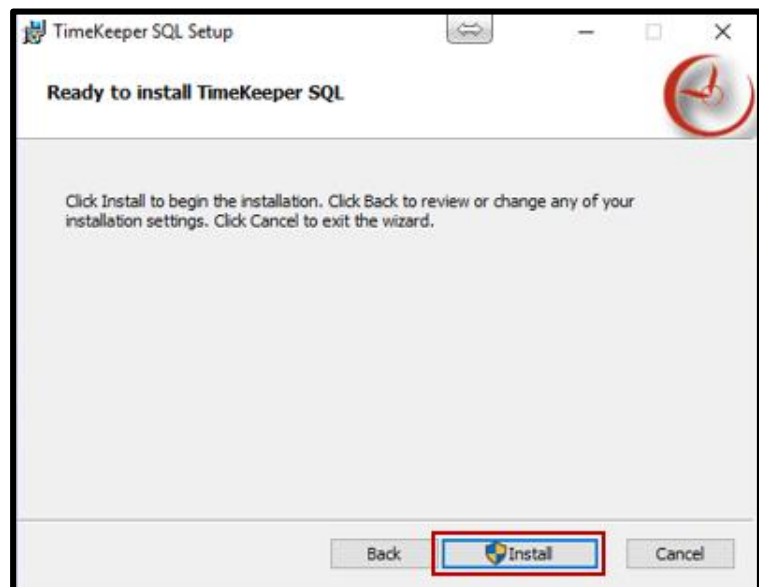 TimeKeeper SQL Setup
Ready to install TimeKeeper SQL
Click Install to begin the installation. Click Back to review or change any of your
installation settings. Click Cancel to exit the wizard.
Back Install Cancel